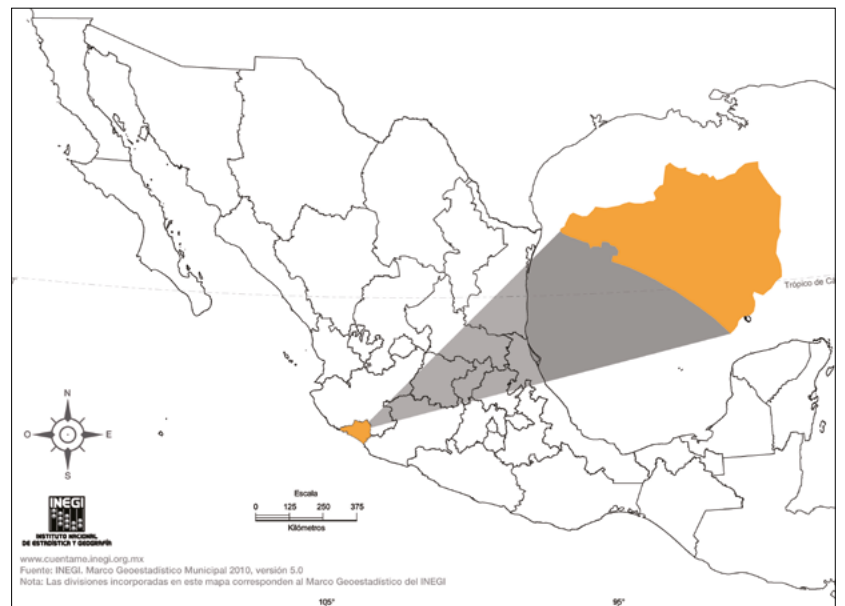 Trópico de Cá
N
O
E
S
INEGI
INSTITUTO NACIONAL
DE ESTADÍSTICA Y GEOGRAFÍA
Escala
0 125 250 375
Kilómetros
www.cuentame.inegi.org.mx
Fuente: INEGI. Marco Geoestadístico Municipal 2010, versión 5.0
Nota: Las divisiones incorporadas en este mapa corresponden al Marco Geoestadístico del INEGI
105°
95°